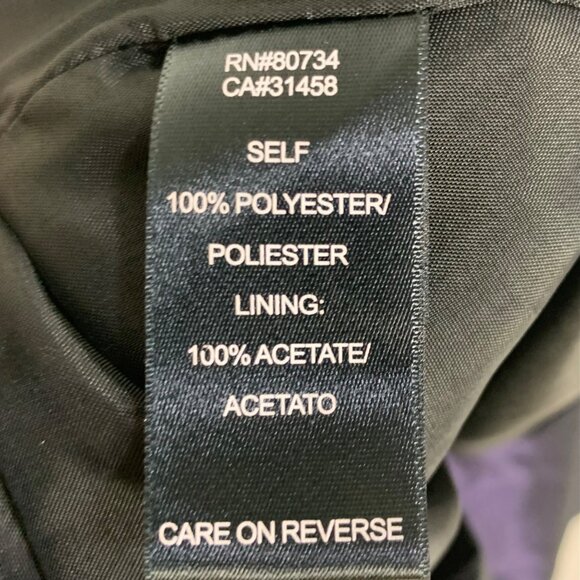 RN#80734
CA#31458
SELF
100% POLYESTER/
POLIESTER
LINING:
100% ACETATE/
ACETATO
CARE ON REVERSE